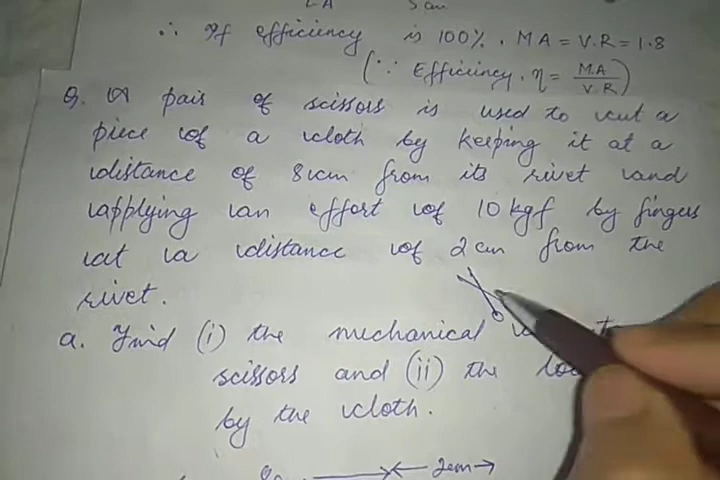 ∴ If efficiency is 100%. MA = V.R = 1.8
(∵ Efficiency. η = M.A / V.R)
Q. A pair of scissors is used to cut a
piece of a cloth by keeping it at a
distance of 8cm from its rivet and
applying an effort of 10 kgf by fingers
at a distance of 2 cm from the
rivet.
a. Find (i) the mechanical
scissors and (ii) the
by the cloth.
2cm